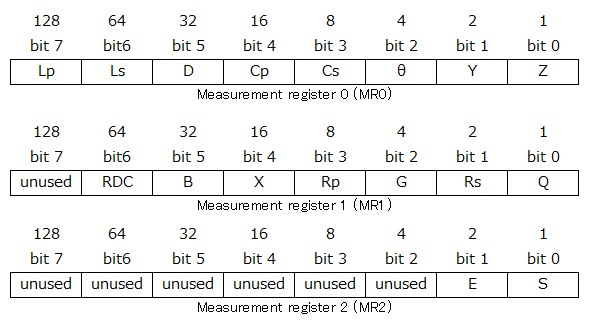 128 64 32 16 8 4 2 1
bit 7 bit6 bit 5 bit 4 bit 3 bit 2 bit 1 bit 0
Lp Ls D Cp Cs θ Y Z
Measurement register 0 (MR0)
128 64 32 16 8 4 2 1
bit 7 bit6 bit 5 bit 4 bit 3 bit 2 bit 1 bit 0
unused RDC B X Rp G Rs Q
Measurement register 1 (MR1)
128 64 32 16 8 4 2 1
bit 7 bit6 bit 5 bit 4 bit 3 bit 2 bit 1 bit 0
unused unused unused unused unused unused E S
Measurement register 2 (MR2)